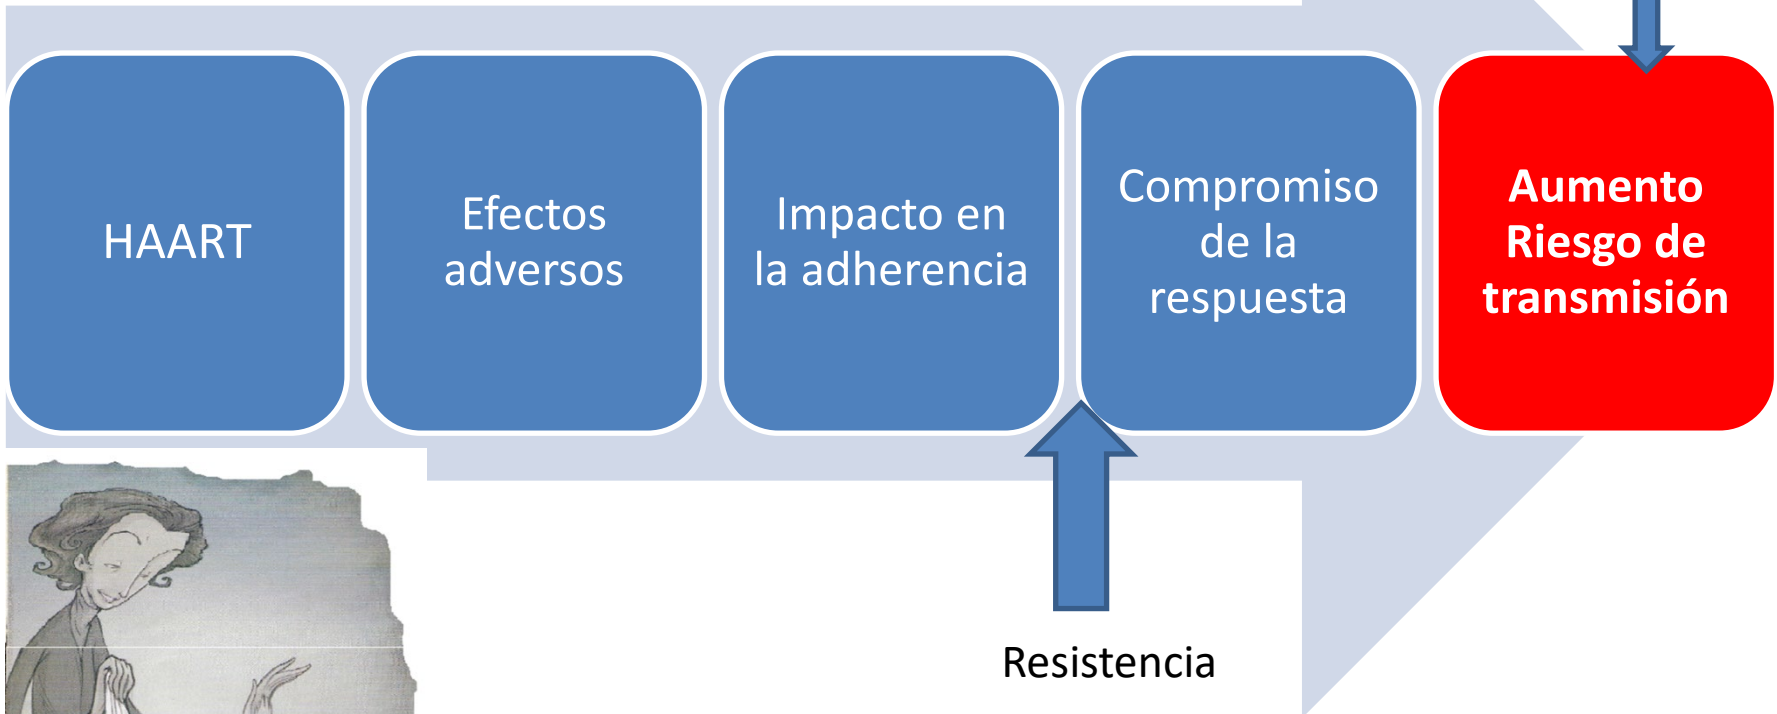 HAART
Efectos
adversos
Impacto en
la adherencia
Compromiso
de la
respuesta
Aumento
Riesgo de
transmisión
Resistencia